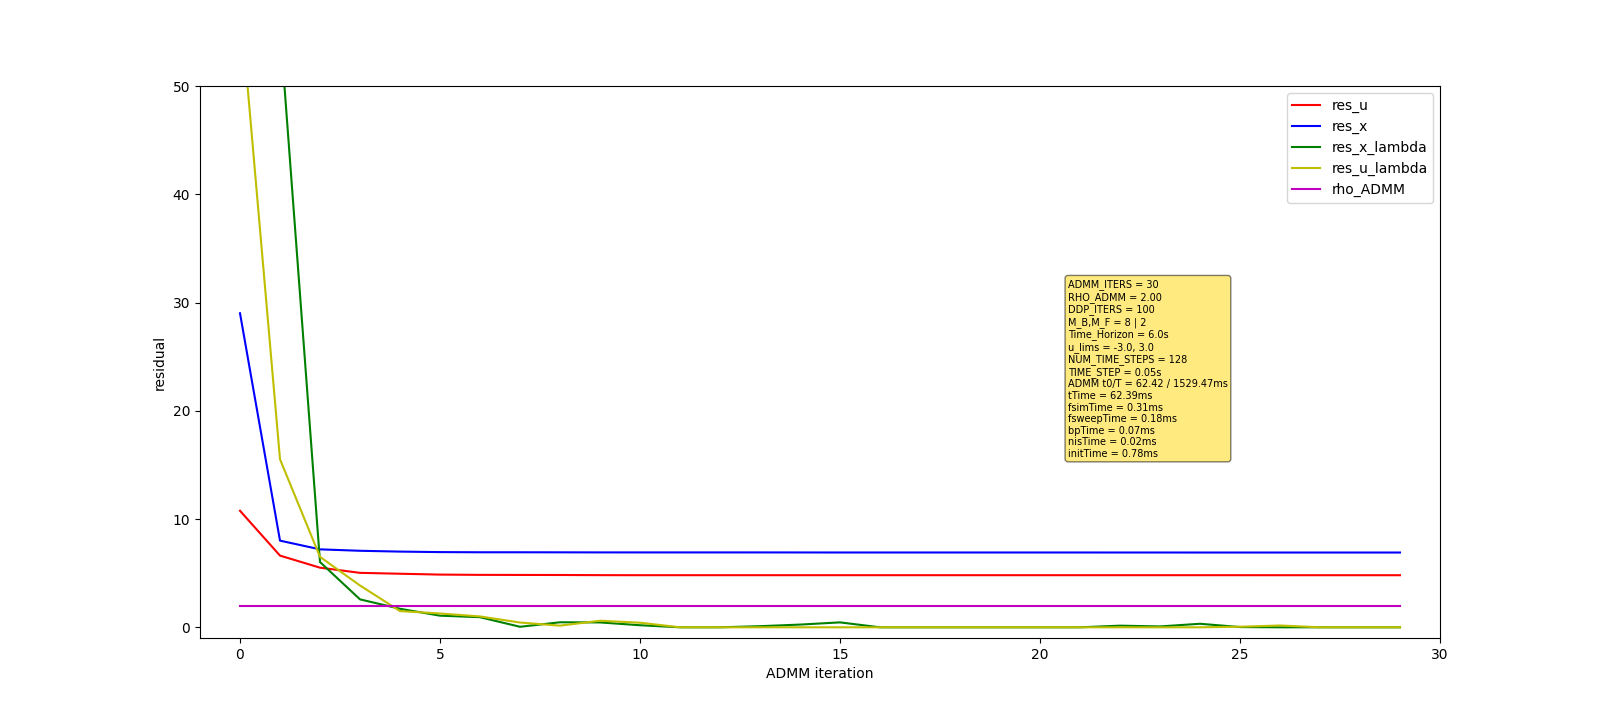 50
40
30
20
10
0
residual
0 5 10 15 20 25 30
ADMM iteration
res_u
res_x
res_x_lambda
res_u_lambda
rho_ADMM
ADMM_ITERS = 30
RHO_ADMM = 2.00
DDP_ITERS = 100
M_B,M_F = 8 | 2
Time_Horizon = 6.0s
u_lims = -3.0, 3.0
NUM_TIME_STEPS = 128
TIME_STEP = 0.05s
ADMM t0/T = 62.42 / 1529.47ms
tTime = 62.39ms
fsimTime = 0.31ms
fsweepTime = 0.18ms
bpTime = 0.07ms
nisTime = 0.02ms
initTime = 0.78ms